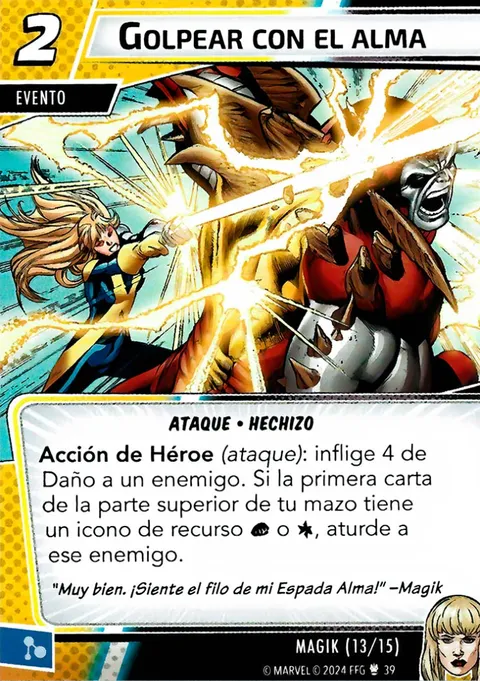 2
GOLPEAR CON EL ALMA
EVENTO
ATAQUE • HECHIZO
Acción de Héroe (ataque): inflige 4 de
Daño a un enemigo. Si la primera carta
de la parte superior de tu mazo tiene
un icono de recurso o , aturde a
ese enemigo.
"Muy bien. ¡Siente el filo de mi Espada Alma!" –Magik
MAGIK (13/15)
© MARVEL © 2024 FFG 39